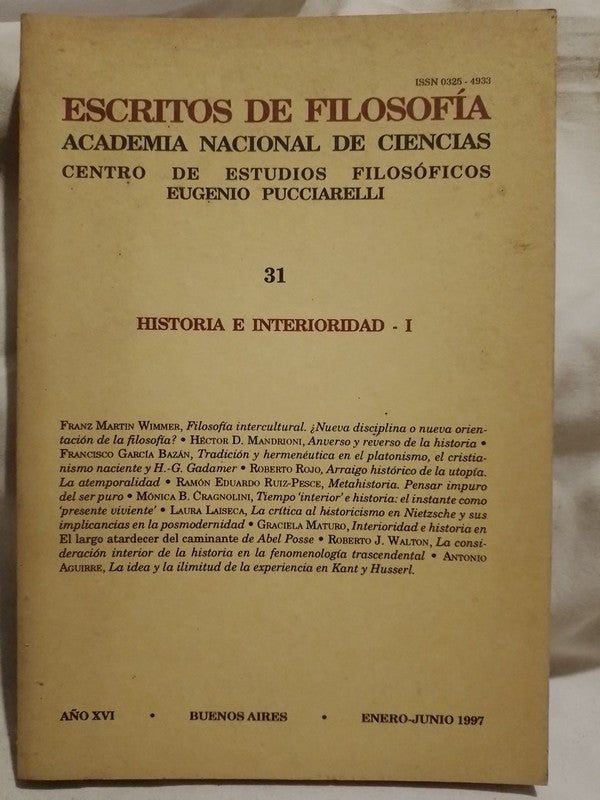 ISSN 0325 - 4933
ESCRITOS DE FILOSOFÍA
ACADEMIA NACIONAL DE CIENCIAS
CENTRO DE ESTUDIOS FILOSÓFICOS
EUGENIO PUCCIARELLI
31
HISTORIA E INTERIORIDAD - I
FRANZ MARTIN WIMMER, Filosofía intercultural. ¿Nueva disciplina o nueva orien-
tación de la filosofía? • HÉCTOR D. MANDRIONI, Anverso y reverso de la historia •
FRANCISCO GARCÍA BAZÁN, Tradición y hermenéutica en el platonismo, el cristia-
nismo naciente y H.-G. Gadamer • ROBERTO ROJO, Arraigo histórico de la utopía.
La atemporalidad • RAMÓN EDUARDO RUIZ-PESCE, Metahistoria. Pensar impuro
del ser puro • MÓNICA B. CRAGNOLINI, Tiempo 'interior' e historia: el instante como
'presente viviente' • LAURA LAISECA, La crítica al historicismo en Nietzsche y sus
implicancias en la posmodernidad • GRACIELA MATURO, Interioridad e historia en
El largo atardecer del caminante de Abel Posse • ROBERTO J. WALTON, La consi-
deración interior de la historia en la fenomenología trascendental • ANTONIO
AGUIRRE, La idea y la ilimitud de la experiencia en Kant y Husserl.
AÑO XVI • BUENOS AIRES • ENERO-JUNIO 1997